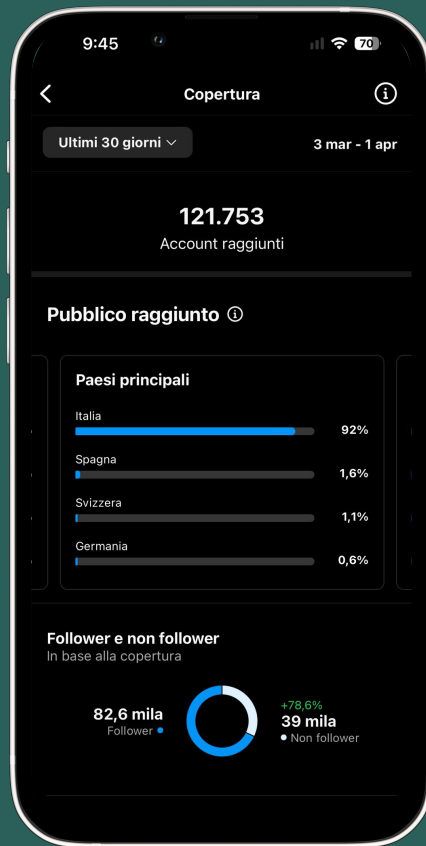 9:45
70
Copertura
Ultimi 30 giorni
3 mar - 1 apr
121.753
Account raggiunti
Pubblico raggiunto
Paesi principali
Italia
92%
Spagna
1,6%
Svizzera
1,1%
Germania
0,6%
Follower e non follower
In base alla copertura
82,6 mila
Follower
+78,6%
39 mila
Non follower